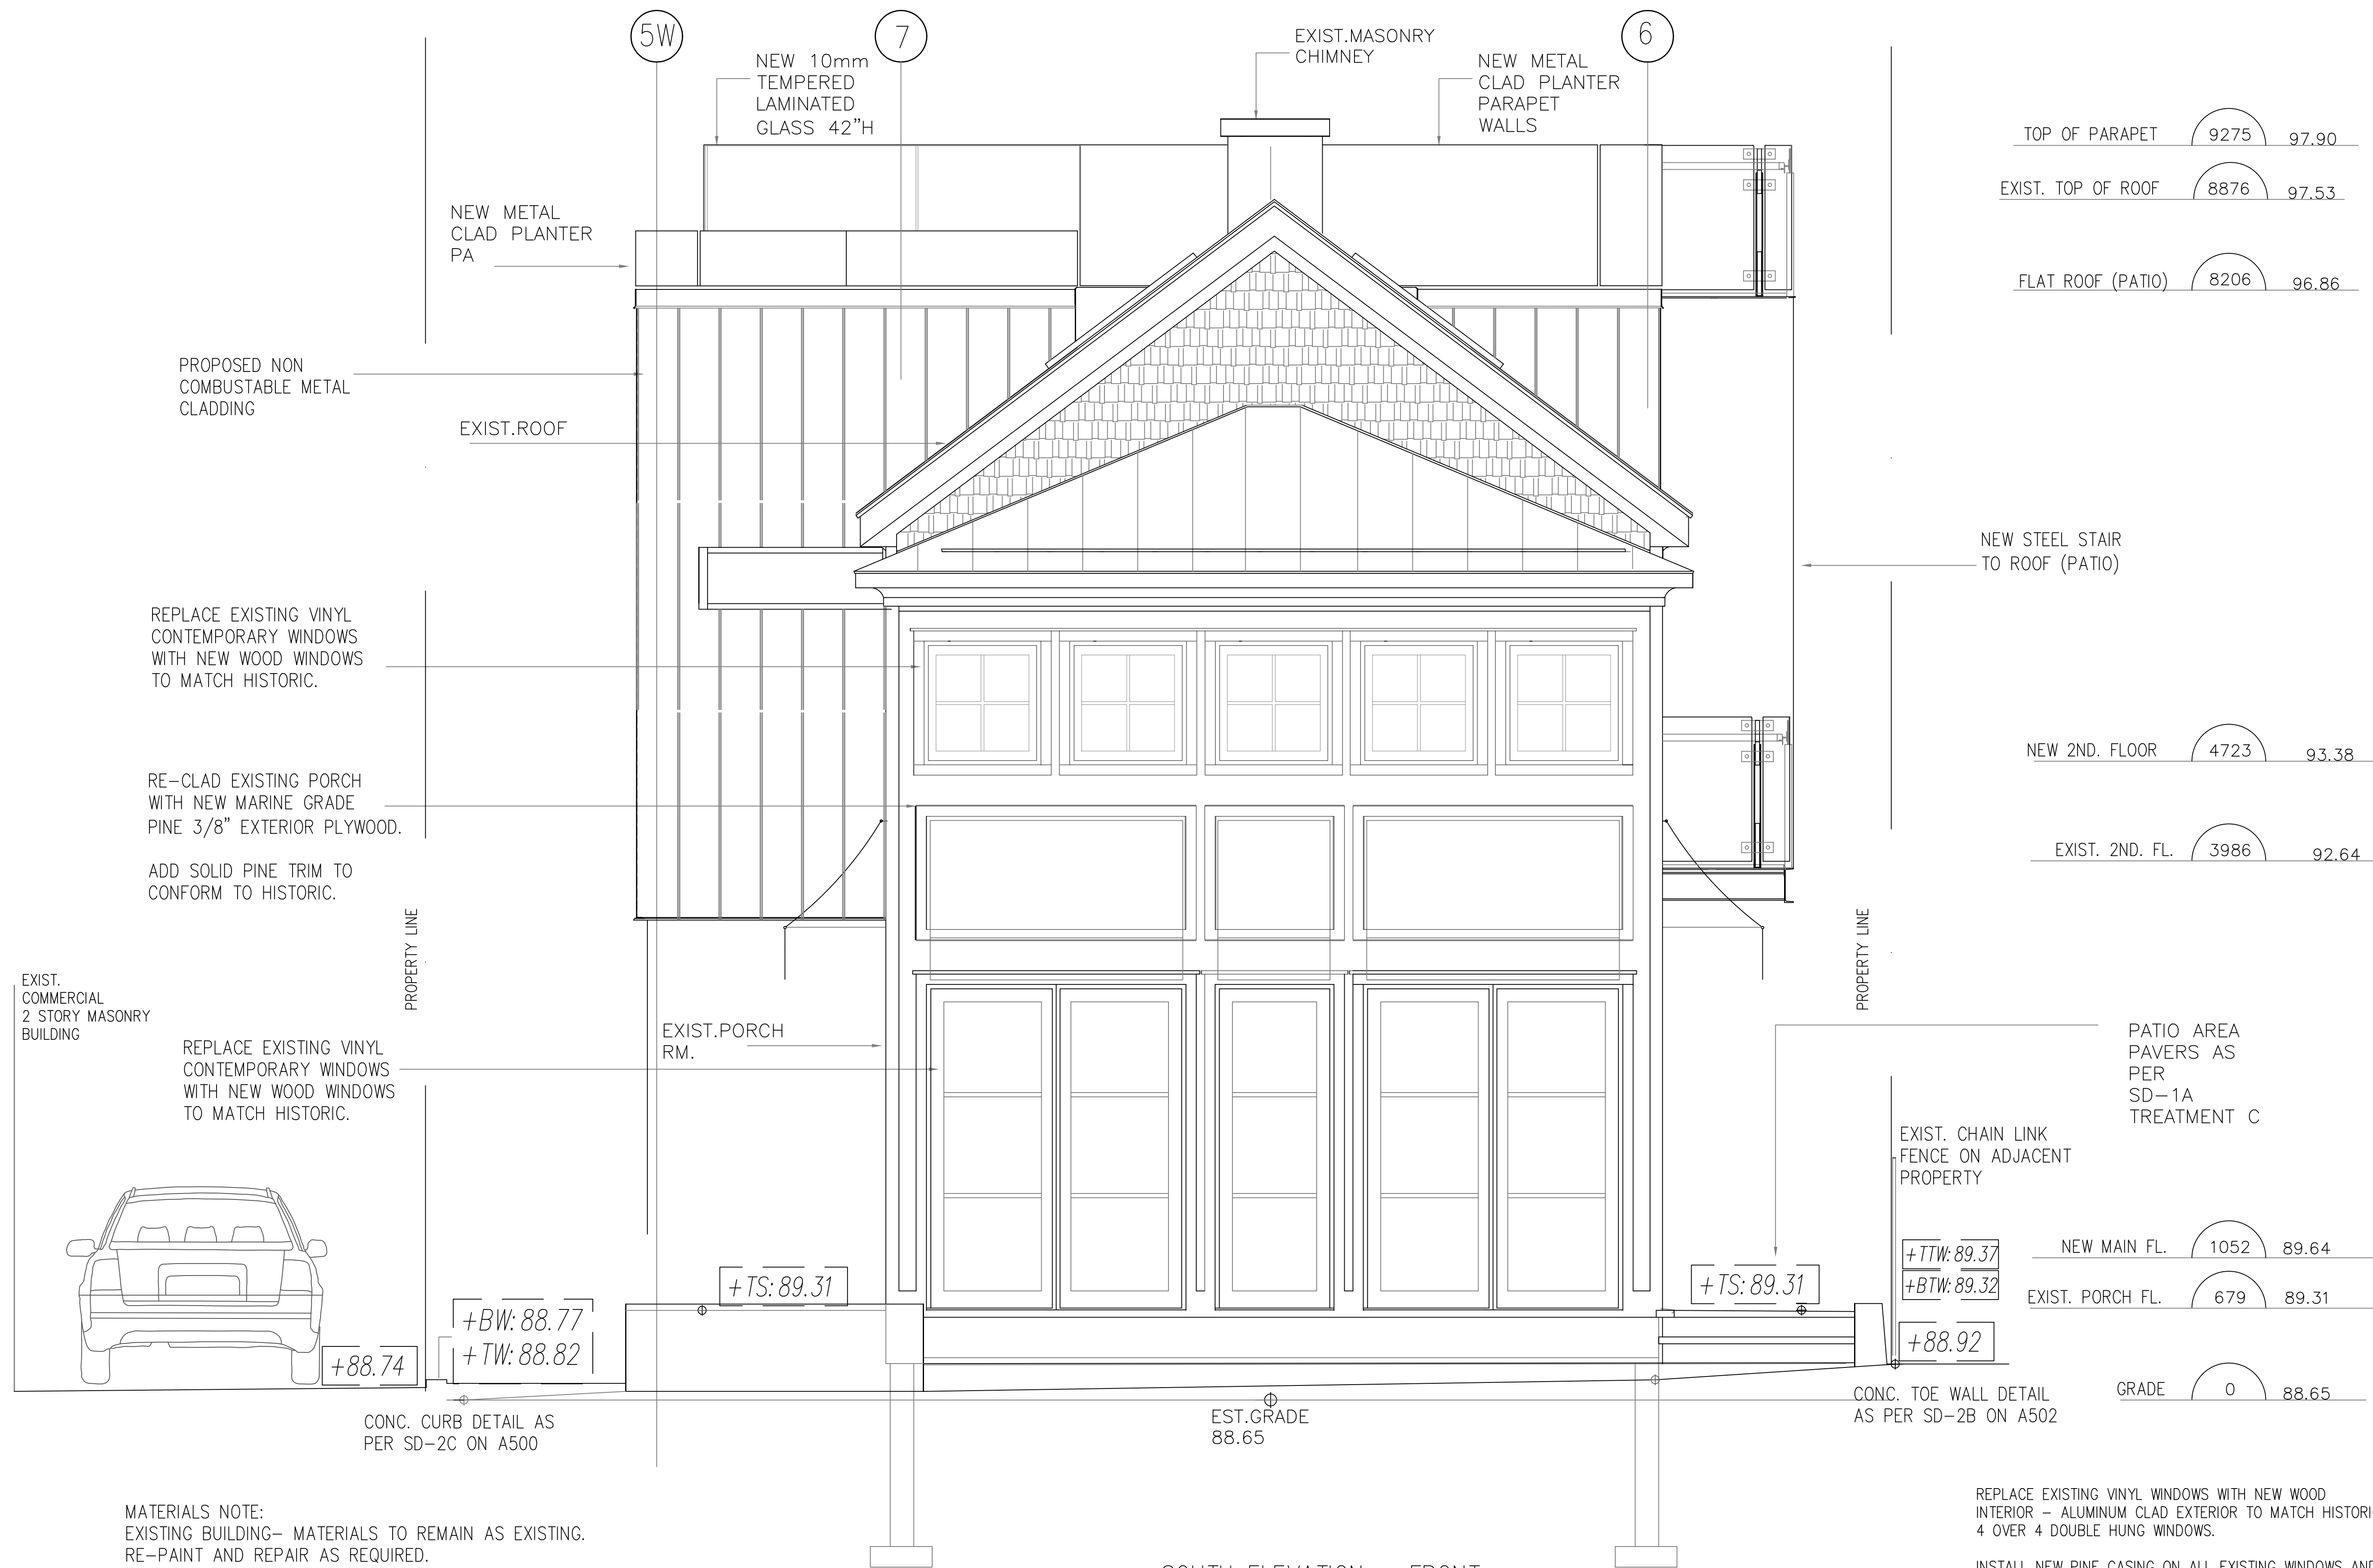 5W
7
6
EXIST.MASONRY
CHIMNEY
NEW 10mm
TEMPERED
LAMINATED
GLASS 42"H
NEW METAL
CLAD PLANTER
PARAPET
WALLS
TOP OF PARAPET 9275 97.90
EXIST. TOP OF ROOF 8876 97.53
FLAT ROOF (PATIO) 8206 96.86
NEW METAL
CLAD PLANTER
PA
PROPOSED NON
COMBUSTABLE METAL
CLADDING
EXIST.ROOF
NEW STEEL STAIR
TO ROOF (PATIO)
REPLACE EXISTING VINYL
CONTEMPORARY WINDOWS
WITH NEW WOOD WINDOWS
TO MATCH HISTORIC.
NEW 2ND. FLOOR 4723 93.38
RE-CLAD EXISTING PORCH
WITH NEW MARINE GRADE
PINE 3/8" EXTERIOR PLYWOOD.
ADD SOLID PINE TRIM TO
CONFORM TO HISTORIC.
EXIST. 2ND. FL. 3986 92.64
PROPERTY LINE
PROPERTY LINE
EXIST.
COMMERCIAL
2 STORY MASONRY
BUILDING
REPLACE EXISTING VINYL
CONTEMPORARY WINDOWS
WITH NEW WOOD WINDOWS
TO MATCH HISTORIC.
EXIST.PORCH
RM.
PATIO AREA
PAVERS AS
PER
SD-1A
TREATMENT C
EXIST. CHAIN LINK
FENCE ON ADJACENT
PROPERTY
+TTW:89.37
+BTW:89.32
NEW MAIN FL. 1052 89.64
EXIST. PORCH FL. 679 89.31
+TS:89.31
+TS:89.31
+BW:88.77
+TW:88.82
+88.74
+88.92
GRADE 0 88.65
CONC. CURB DETAIL AS
PER SD-2C ON A500
EST.GRADE
88.65
CONC. TOE WALL DETAIL
AS PER SD-2B ON A502
MATERIALS NOTE:
EXISTING BUILDING- MATERIALS TO REMAIN AS EXISTING.
RE-PAINT AND REPAIR AS REQUIRED.
REPLACE EXISTING VINYL WINDOWS WITH NEW WOOD
INTERIOR - ALUMINUM CLAD EXTERIOR TO MATCH HISTORI
4 OVER 4 DOUBLE HUNG WINDOWS.
SOUTH ELEVATION - FRONT
INSTALL NEW PINE CASING ON ALL EXISTING WINDOWS AND